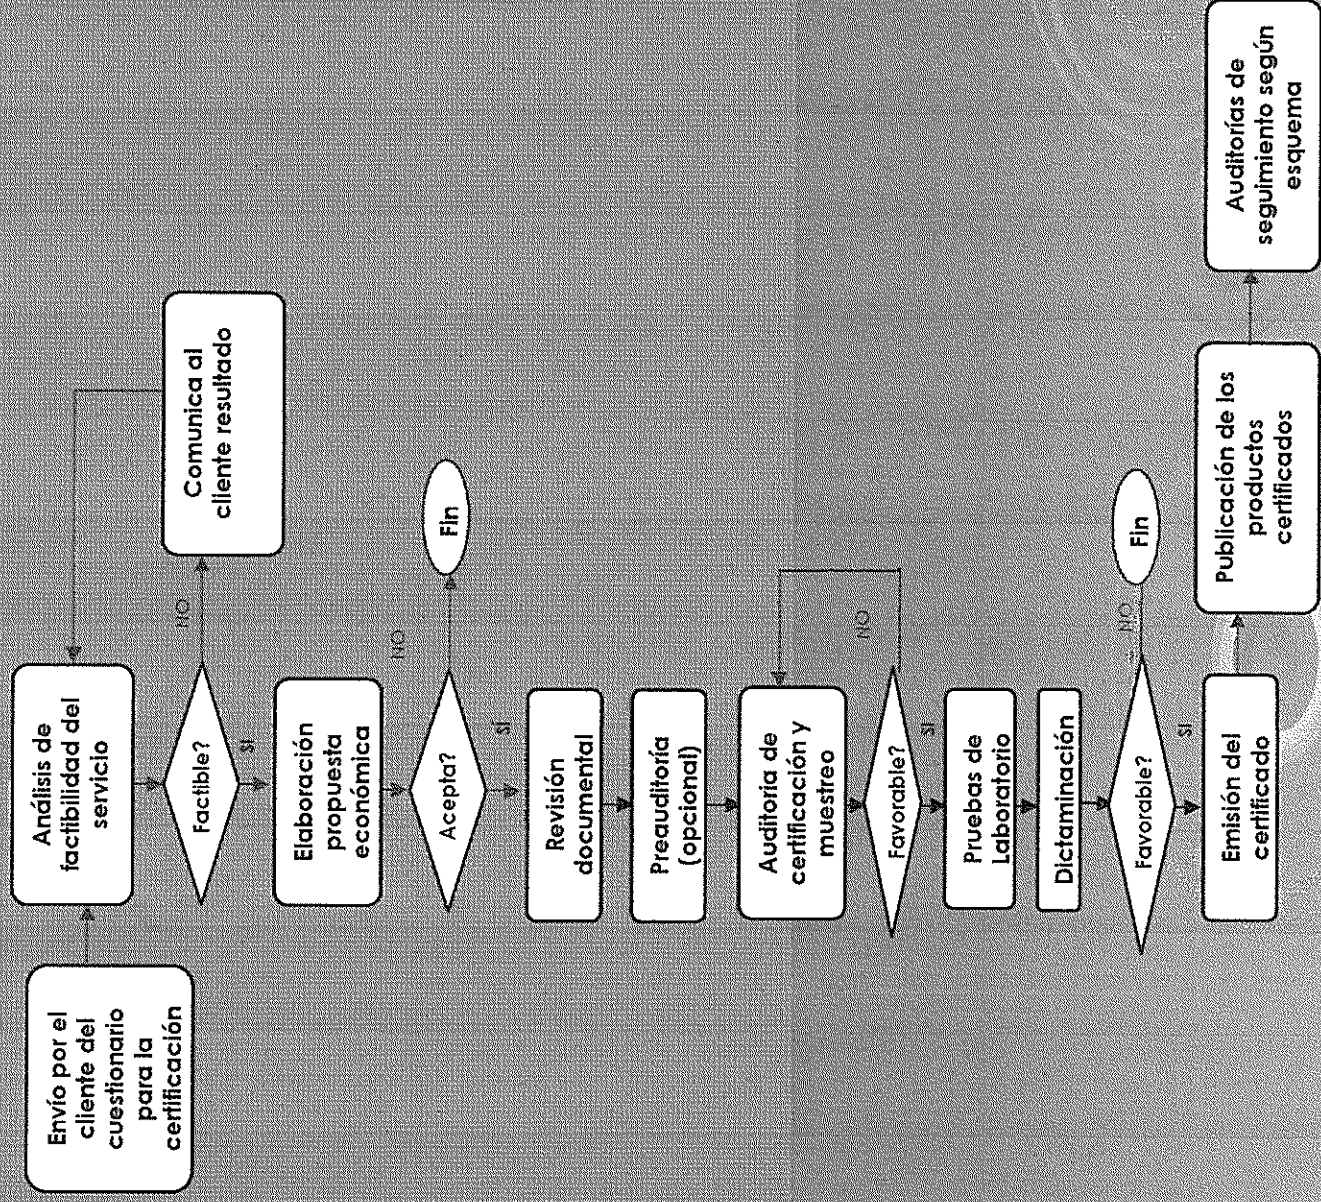 Envío por el
cliente del
cuestionario
para la
certificación
Análisis de
factibilidad del
servicio
Factible?
NO
Comunica al
cliente resultado
SI
Elaboración
propuesta
económica
Acepta?
NO
Fin
SI
Revisión
documental
Preauditoría
(opcional)
Auditoría de
certificación y
muestreo
Favorable?
NO
SI
Pruebas de
Laboratorio
Dictaminación
Favorable?
NO
Fin
SI
Emisión del
certificado
Publicación de los
productos
certificados
Auditorías de
seguimiento según
esquema